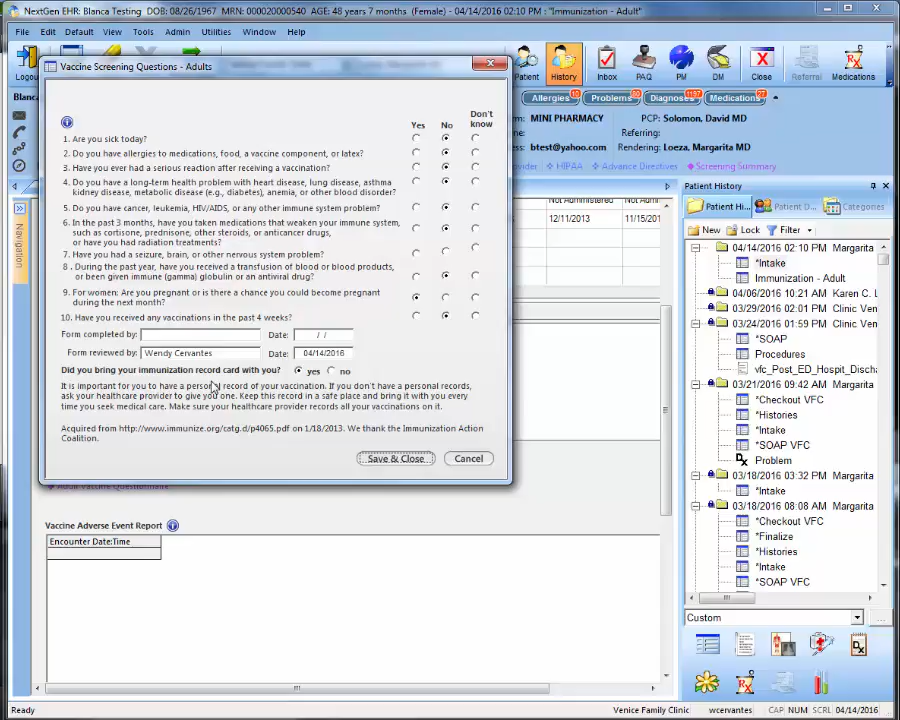 NextGen EHR: Blanca Testing DOB: 08/26/1967 MRN: 000020000540 AGE: 48 years 7 months (Female) - 04/14/2016 02:10 PM : "Immunization - Adult"
File Edit Default View Tools Admin Utilities Window Help
Logou Patient History Inbox PAQ PM DM Close Referral Medications
Vaccine Screening Questions - Adults
Blanca
Allergies 10 Problems 80 Diagnoses 1197 Medications 27
MINI PHARMACY PCP: Solomon, David MD
Referring:
btest@yahoo.com Rendering: Loeza, Margarita MD
HIPAA Advance Directives Screening Summary
Navigation
Yes No Don't know
1. Are you sick today?
2. Do you have allergies to medications, food, a vaccine component, or latex?
3. Have you ever had a serious reaction after receiving a vaccination?
4. Do you have a long-term health problem with heart disease, lung disease, asthma
kidney disease, metabolic disease (e.g., diabetes), anemia, or other blood disorder?
5. Do you have cancer, leukemia, HIV/AIDS, or any other immune system problem?
6. In the past 3 months, have you taken medications that weaken your immune system,
such as cortisone, prednisone, other steroids, or anticancer drugs,
or have you had radiation treatments?
7. Have you had a seizure, brain, or other nervous system problem?
8 . During the past year, have you received a transfusion of blood or blood products,
or been given immune (gamma) globulin or an antiviral drug?
9. For women: Are you pregnant or is there a chance you could become pregnant
during the next month?
10. Have you received any vaccinations in the past 4 weeks?
Form completed by: Date: / /
Form reviewed by: Wendy Cervantes Date: 04/14/2016
Did you bring your immunization record card with you? yes no
It is important for you to have a personal record of your vaccination. If you don't have a personal records,
ask your healthcare provider to give you one. Keep this record in a safe place and bring it with you every
time you seek medical care. Make sure your healthcare provider records all your vaccinations on it.
Acquired from http://www.immunize.org/catg.d/p4065.pdf on 1/18/2013. We thank the Immunization Action
Coalition.
Save & Close Cancel
Not Administered Not Administered
12/11/2013 11/15/201
Adult Vaccine Questionnaire
Vaccine Adverse Event Report
Encounter Date:Time
Patient History
Patient Hi... Patient D... Categories
New Lock Filter
04/14/2016 02:10 PM Margarita
*Intake
Immunization - Adult
04/06/2016 10:21 AM Karen C. L
03/29/2016 02:01 PM Clinic Ven
03/24/2016 01:59 PM Clinic Ven
*SOAP
Procedures
vfc_Post_ED_Hospit_Discha
03/21/2016 09:42 AM Margarita
*Checkout VFC
*Histories
*Intake
*SOAP VFC
Problem
03/18/2016 03:32 PM Margarita
*Intake
03/18/2016 08:08 AM Margarita
*Checkout VFC
*Finalize
*Histories
*Intake
*SOAP VFC
Custom
Ready Venice Family Clinic wcervantes CAP NUM SCRL 04/14/2016